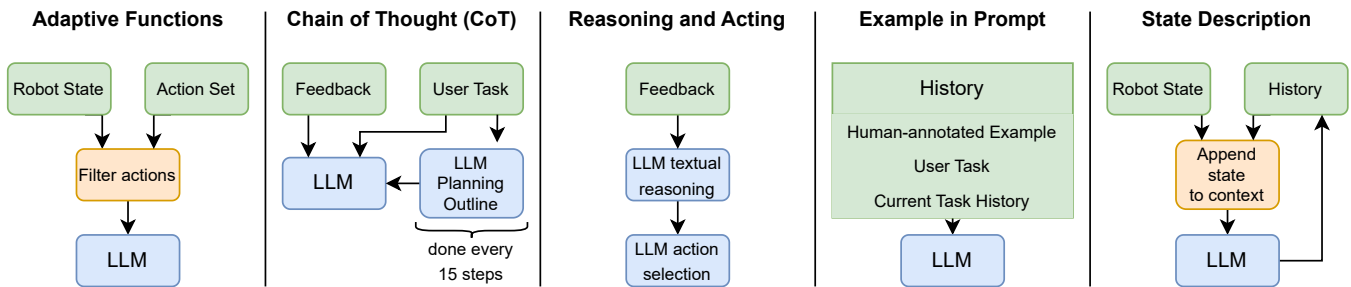 Adaptive Functions
Robot State
Action Set
Filter actions
LLM
Chain of Thought (CoT)
Feedback
User Task
LLM
LLM
Planning
Outline
done every
15 steps
Reasoning and Acting
Feedback
LLM textual
reasoning
LLM action
selection
Example in Prompt
History
Human-annotated Example
User Task
Current Task History
LLM
State Description
Robot State
History
Append
state
to context
LLM